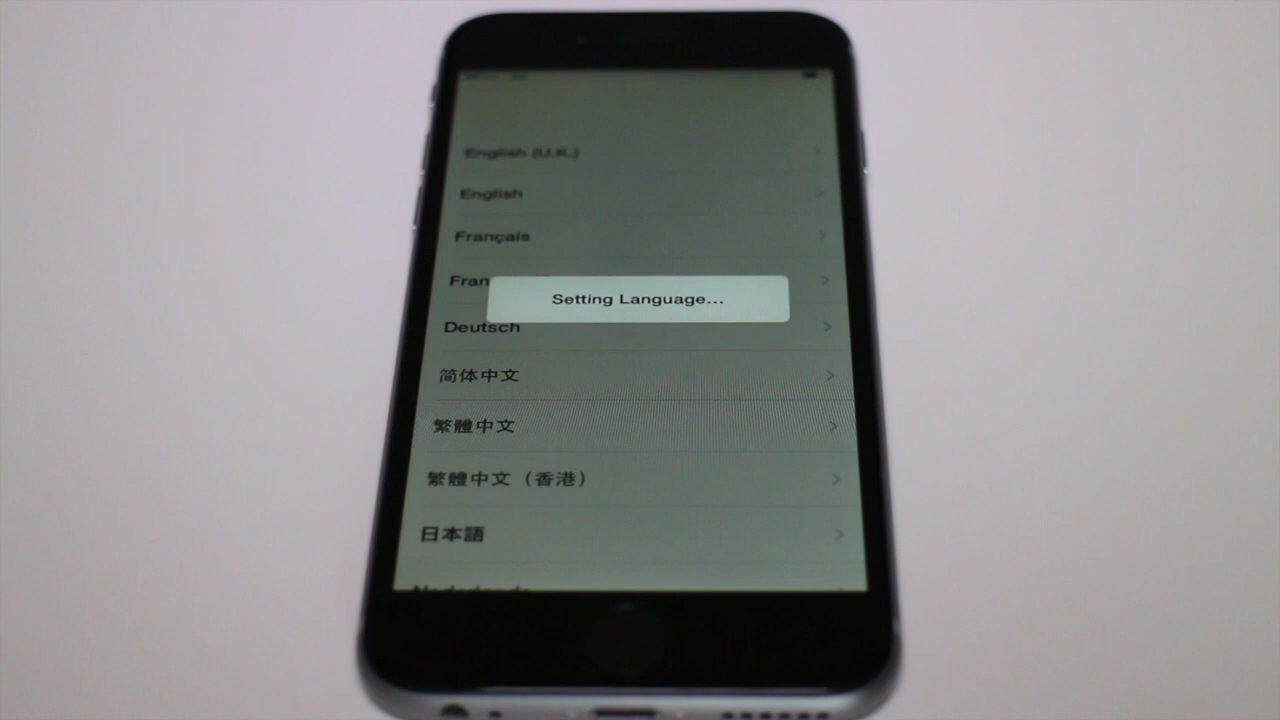 English (U.K.)
English
Français
Fran
Setting Language...
Deutsch
简体中文
繁體中文
繁體中文（香港）
日本語